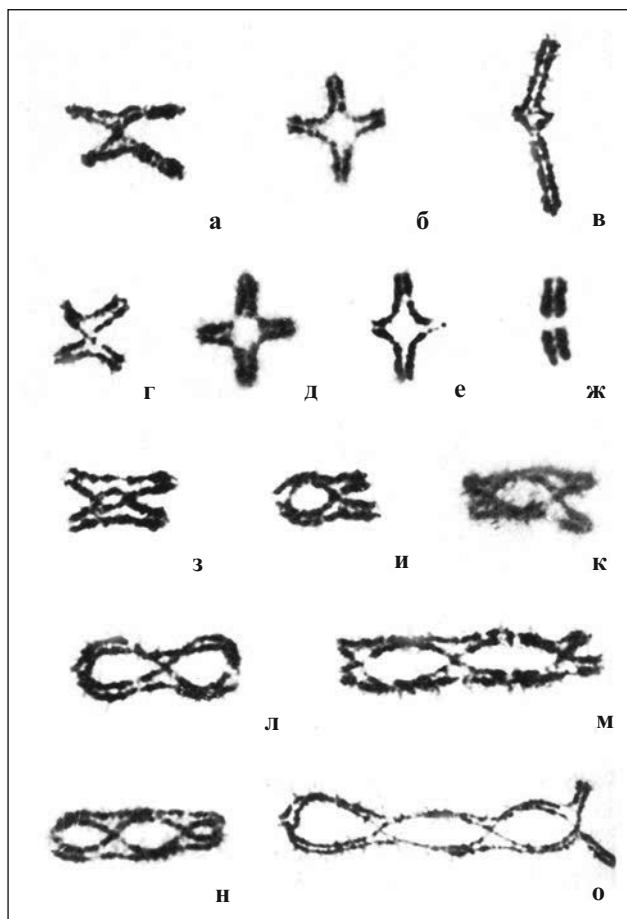 а б в
г д е ж
з и к
л м
н о